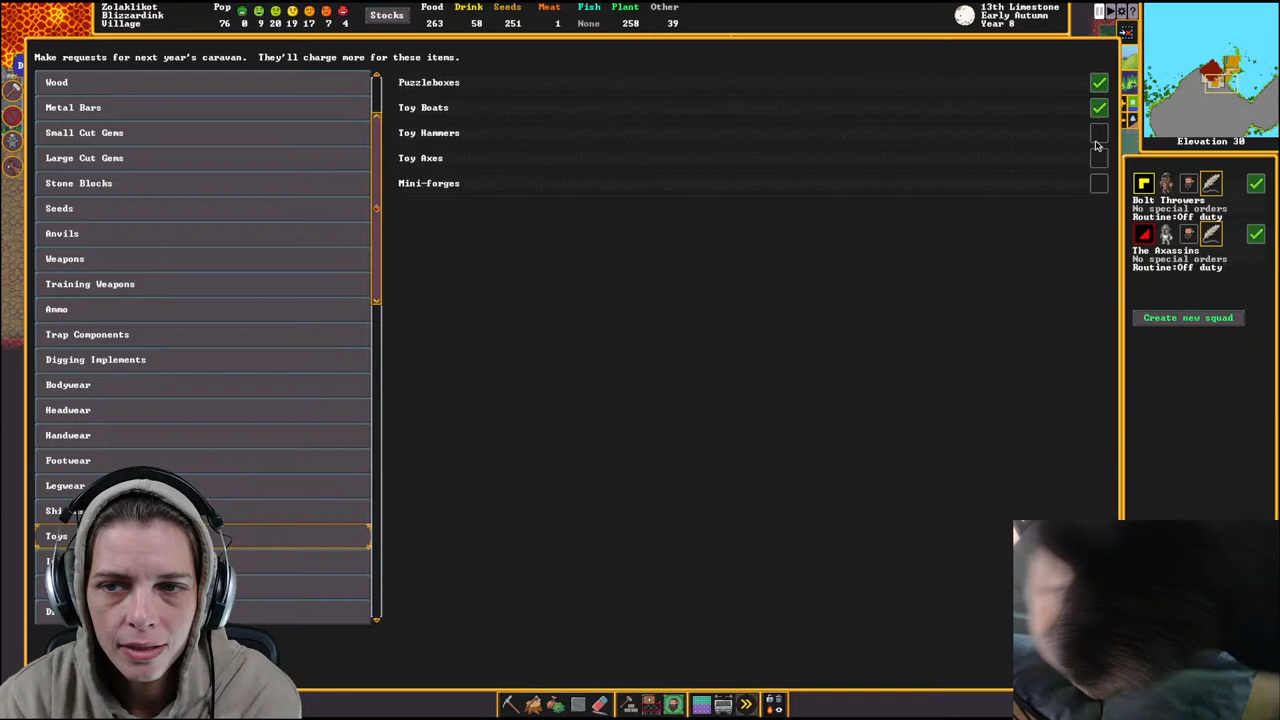 Zolaklikot
Blizzardink
Village
Pop
76 0 9 20 19 17 7 4
Stocks
Food Drink Seeds Meat Fish Plant Other
263 58 251 1 None 258 39
13th Limestone
Early Autumn
Year 8
Make requests for next year's caravan. They'll charge more for these items.
Wood
Metal Bars
Small Cut Gems
Large Cut Gems
Stone Blocks
Seeds
Anvils
Weapons
Training Weapons
Ammo
Trap Components
Digging Implements
Bodywear
Headwear
Handwear
Footwear
Legwear
Toys
Puzzleboxes
Toy Boats
Toy Hammers
Toy Axes
Mini-forges
Elevation 30
Bolt Throwers
No special orders
Routine:Off duty
The Axassins
No special orders
Routine:Off duty
Create new squad